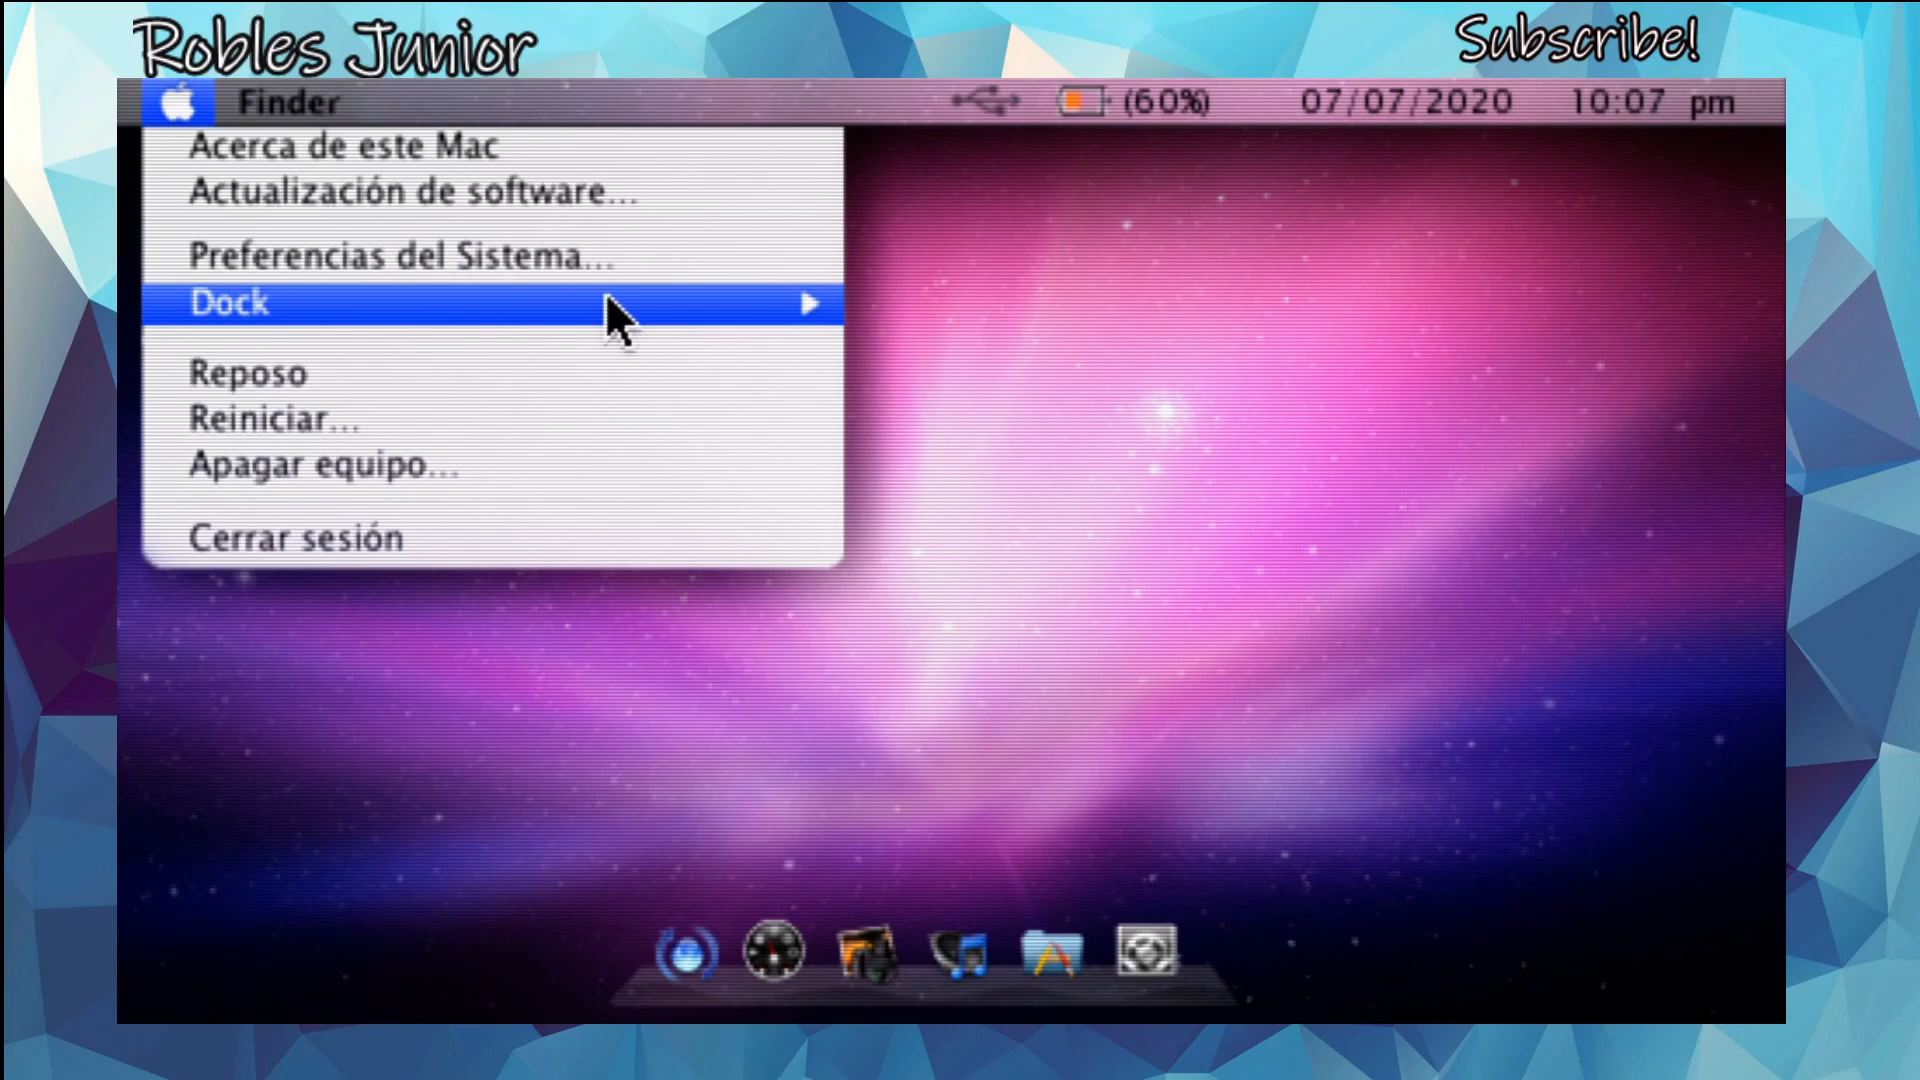 Robles Junior
Subscribe!
Finder
(60%) 07/07/2020 10:07 pm
Acerca de este Mac
Actualización de software...
Preferencias del Sistema...
Dock
Reposo
Reiniciar...
Apagar equipo...
Cerrar sesión